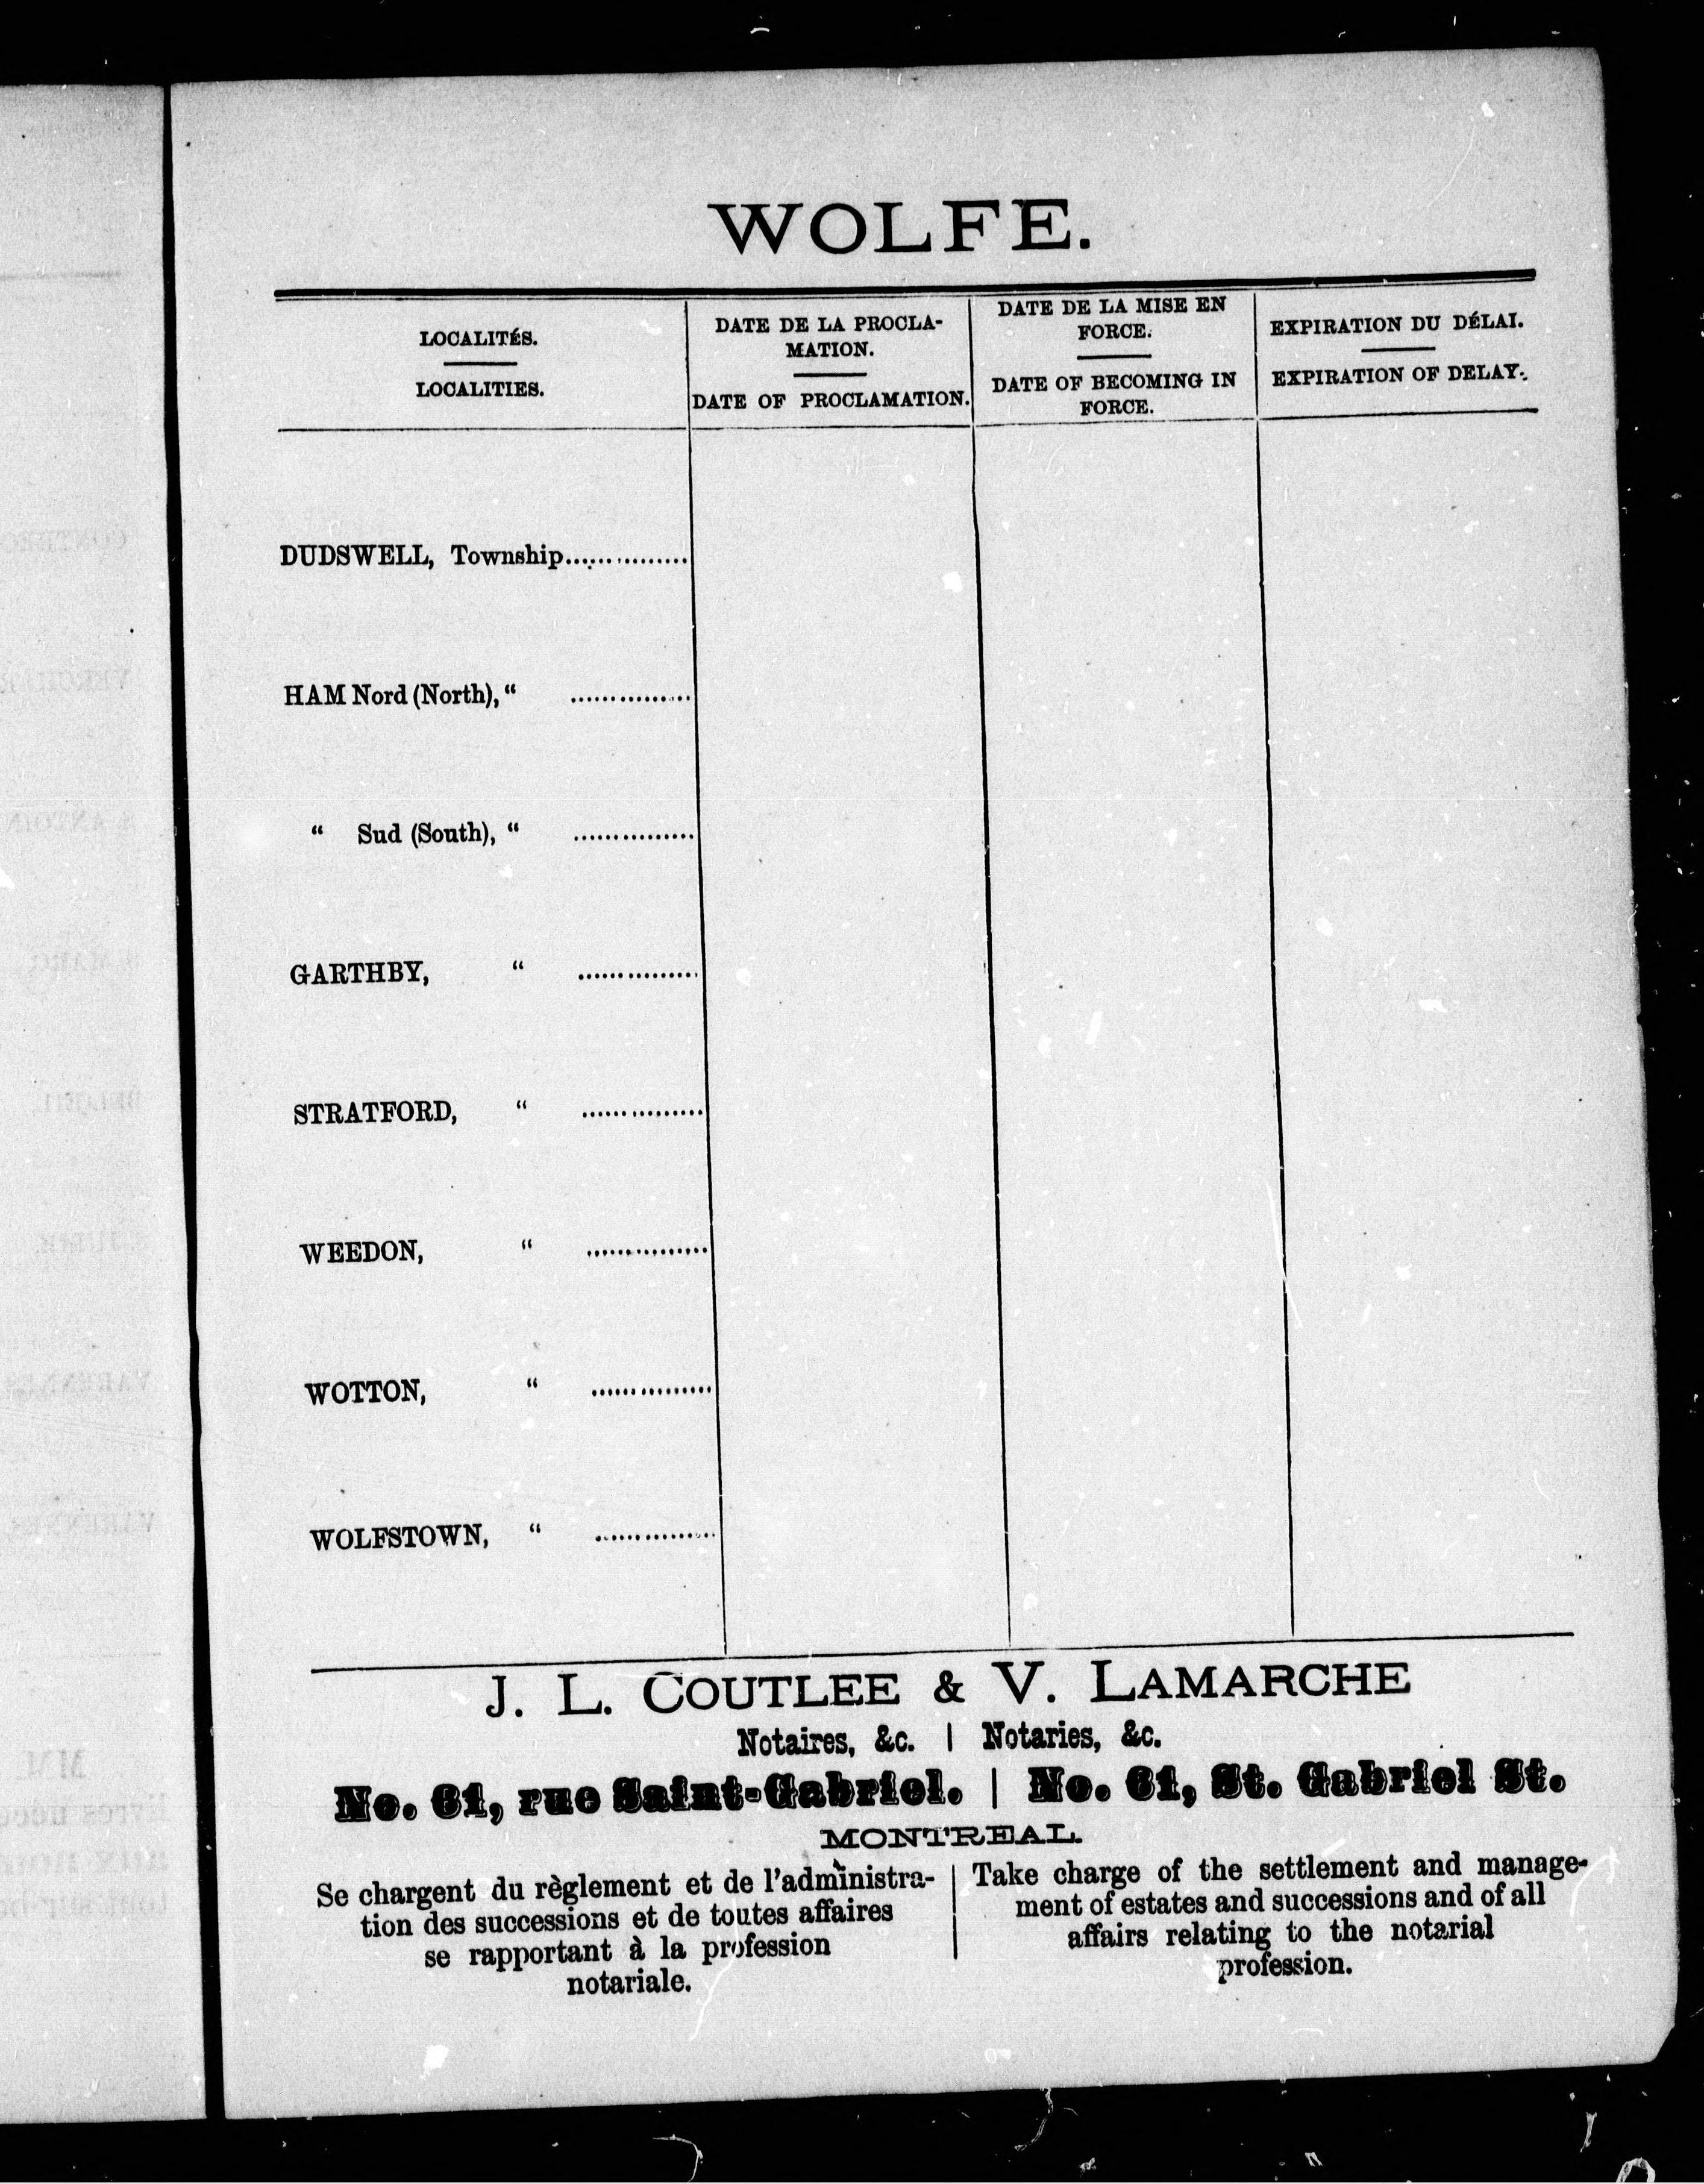 WOLFE.
LOCALITÉS.
LOCALITIES.
DATE DE LA PROCLA-
MATION.
DATE OF PROCLAMATION.
DATE DE LA MISE EN
FORCE.
DATE OF BECOMING IN
FORCE.
EXPIRATION DU DÉLAI.
EXPIRATION OF DELAY.
DUDSWELL, Township...............
HAM Nord (North), “ ...............
“ Sud (South), “ ...............
GARTHBY, “ ...............
STRATFORD, “ ...............
WEEDON, “ ...............
WOTTON, “ ...............
WOLFSTOWN, “ ...............
J. L. COUTLEE & V. LAMARCHE
Notaires, &c. | Notaries, &c.
No. 61, rue Saint-Gabriel. | No. 61, St. Gabriel St.
MONTREAL.
Se chargent du règlement et de l'administra-
tion des successions et de toutes affaires
se rapportant à la profession
notariale.
Take charge of the settlement and manage-
ment of estates and successions and of all
affairs relating to the notarial
profession.